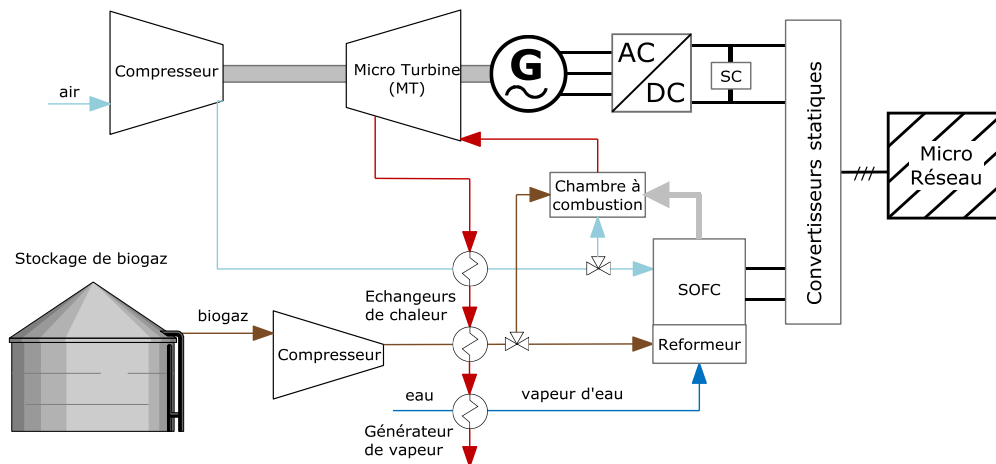 Compresseur
air
Micro Turbine
(MT)
G
AC
DC
SC
Convertisseurs statiques
Micro
Réseau
Chambre à
combustion
Stockage de biogaz
biogaz
Compresseur
Echangeurs
de chaleur
SOFC
Reformeur
eau
vapeur d'eau
Générateur
de vapeur